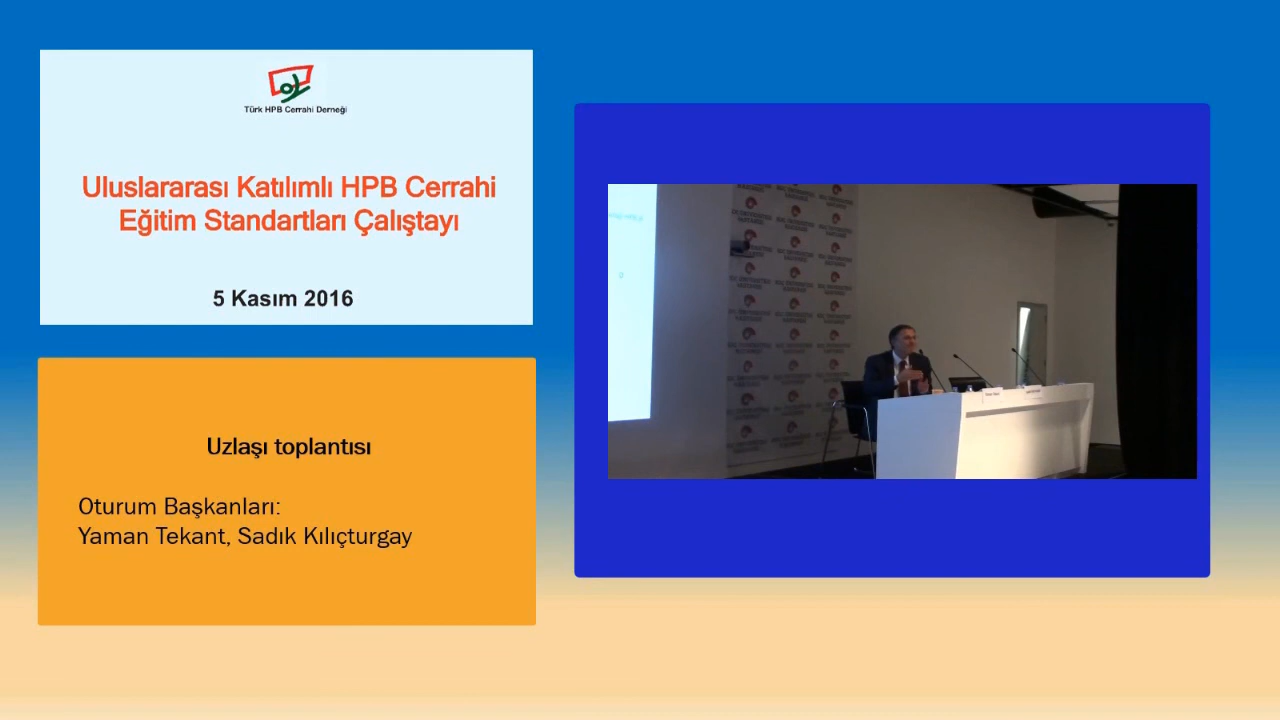 Türk HPB Cerrahi Derneği
Uluslararası Katılımlı HPB Cerrahi
Eğitim Standartları Çalıştayı
5 Kasım 2016
Uzlaşı toplantısı
Oturum Başkanları:
Yaman Tekant, Sadık Kılıçturgay